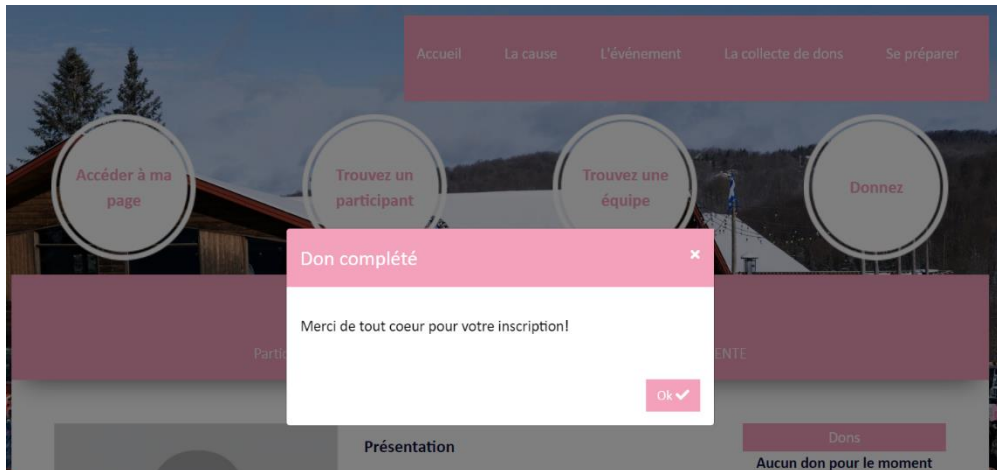 Accueil La cause L'événement La collecte de dons Se préparer
Accéder à ma
page
Trouvez un
participant
Trouvez une
équipe
Donnez
Don complété ×
Merci de tout coeur pour votre inscription!
Ok
Présentation
Dons
Aucun don pour le moment